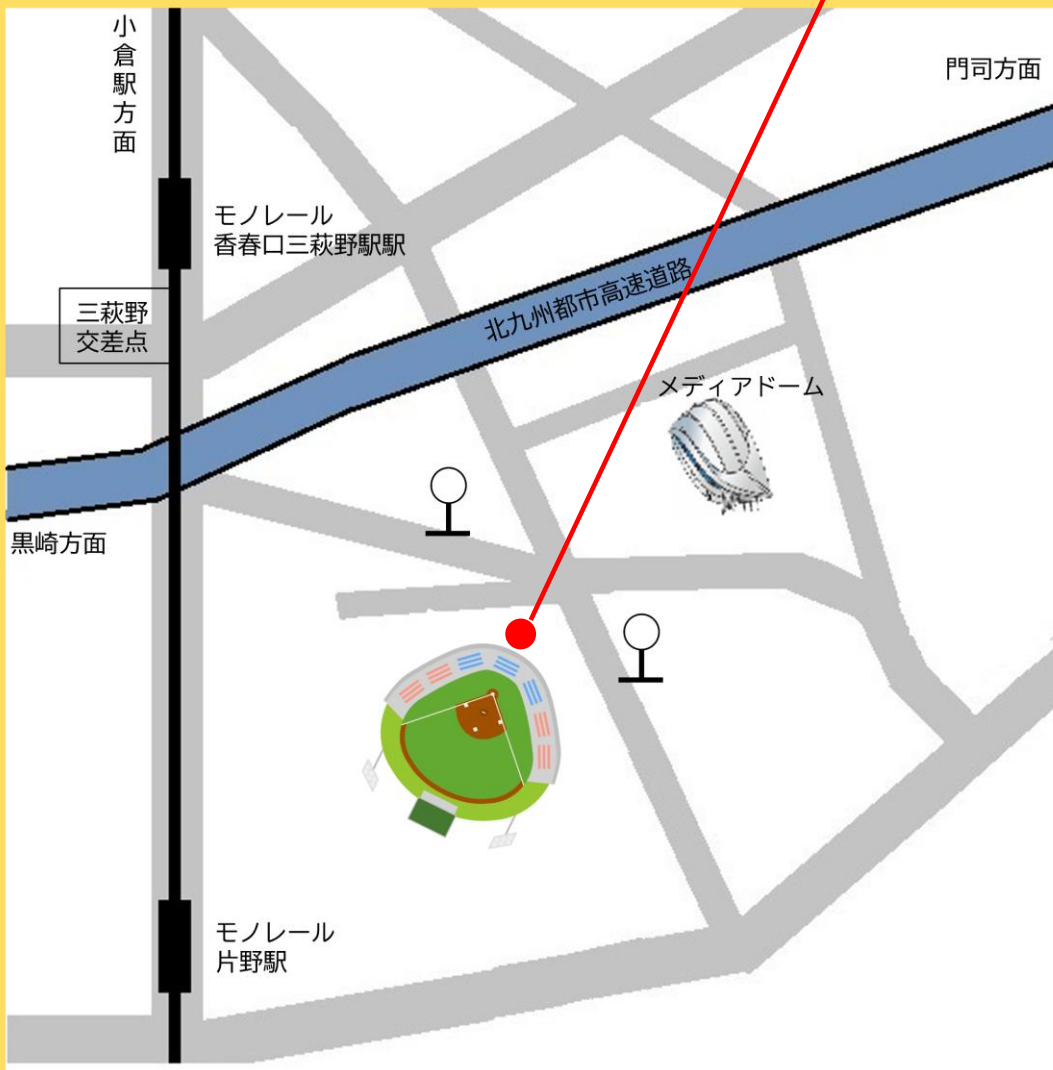 小倉駅方面
門司方面
モノレール
香春口三萩野駅駅
三萩野
交差点
北九州都市高速道路
メディアドーム
黒崎方面
モノレール
片野駅